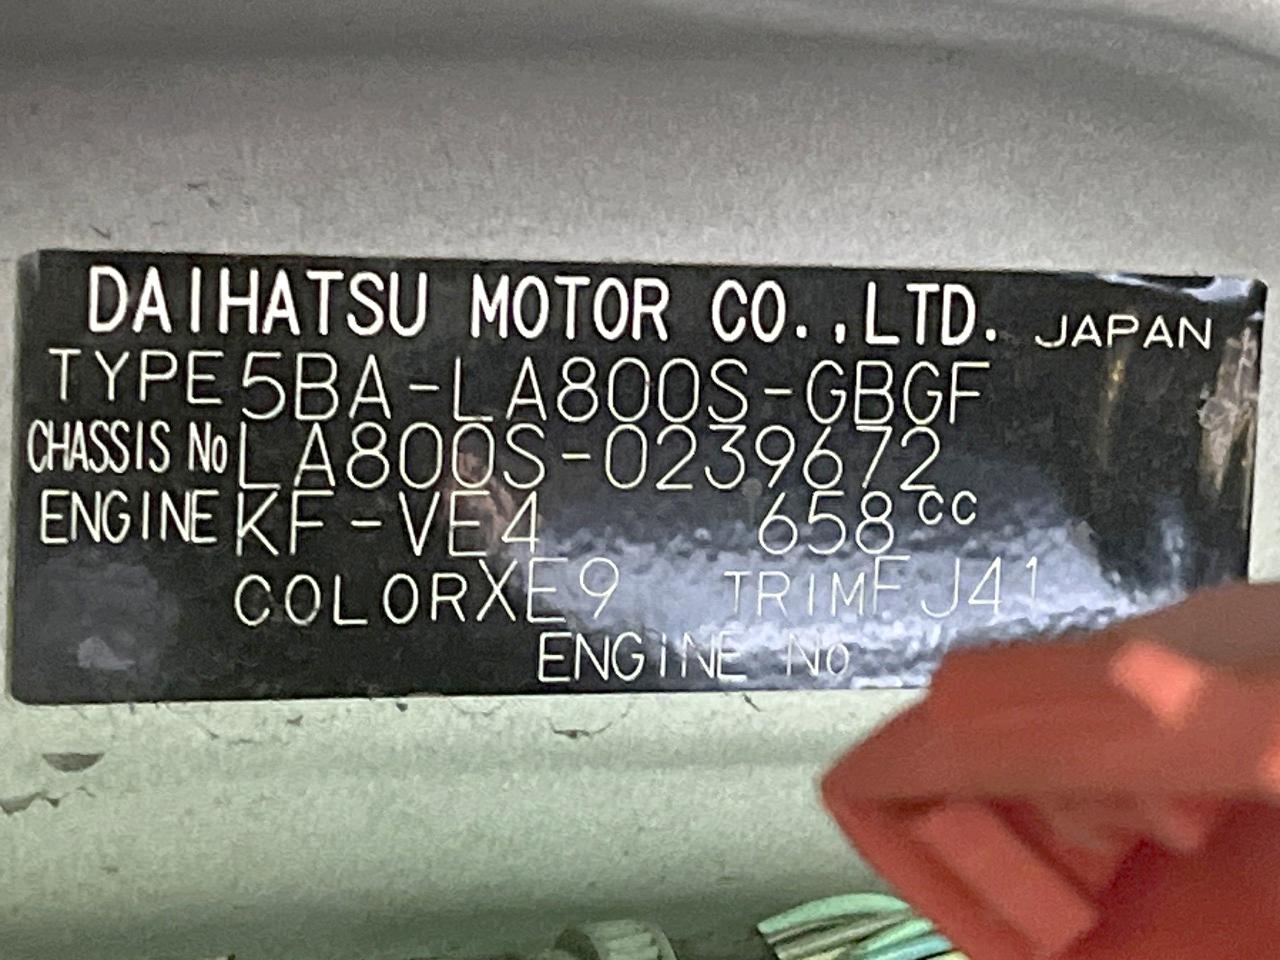 DAIHATSU MOTOR CO.,LTD. JAPAN
TYPE 5BA-LA800S-GBGF
CHASSIS No LA800S-0239672
ENGINE KF-VE4 658cc
COLOR XE9 TRIM FJ41
ENGINE No